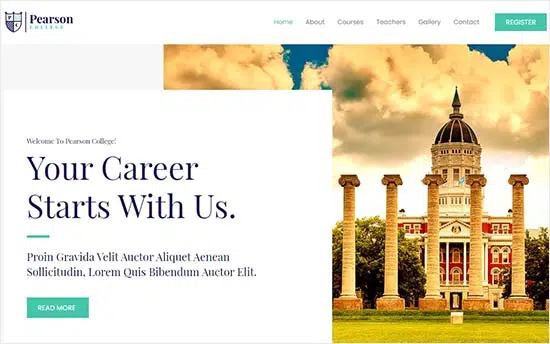 Pearson
COLLEGE
Home About Courses Teachers Gallery Contact REGISTER
Welcome To Pearson College!
Your Career
Starts With Us.
Proin Gravida Velit Auctor Aliquet Aenean
Sollicitudin, Lorem Quis Bibendum Auctor Elit.
READ MORE